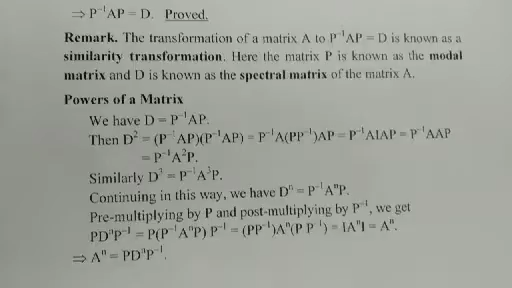 ⇒ P⁻¹AP = D. Proved.
Remark. The transformation of a matrix A to P⁻¹AP = D is known as a
similarity transformation. Here the matrix P is known as the modal
matrix and D is known as the spectral matrix of the matrix A.
Powers of a Matrix
We have D = P⁻¹AP.
Then D² = (P⁻¹AP)(P⁻¹AP) = P⁻¹A(PP⁻¹)AP = P⁻¹AIAP = P⁻¹AAP
= P⁻¹A²P.
Similarly D³ = P⁻¹A³P.
Continuing in this way, we have Dⁿ = P⁻¹AⁿP.
Pre-multiplying by P and post-multiplying by P⁻¹, we get
PDⁿP⁻¹ = P(P⁻¹AⁿP) P⁻¹ = (PP⁻¹)Aⁿ(P P⁻¹) = IAⁿI = Aⁿ.
⇒ Aⁿ = PDⁿP⁻¹.